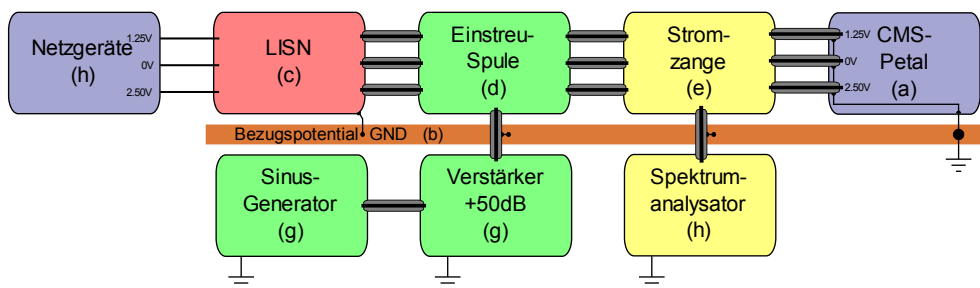 Netzgeräte
(h)
1.25V
0V
2.50V
LISN
(c)
Einstreu-
Spule
(d)
Strom-
zange
(e)
1.25V
0V
2.50V
CMS-
Petal
(a)
Bezugspotential GND (b)
Sinus-
Generator
(g)
Verstärker
+50dB
(g)
Spektrum-
analysator
(h)